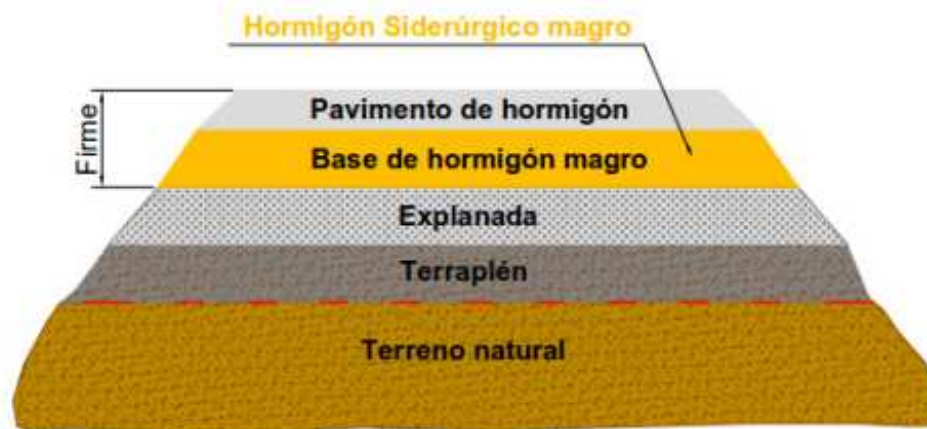 Hormigón Siderúrgico magro
Firme
Pavimento de hormigón
Base de hormigón magro
Explanada
Terraplén
Terreno natural